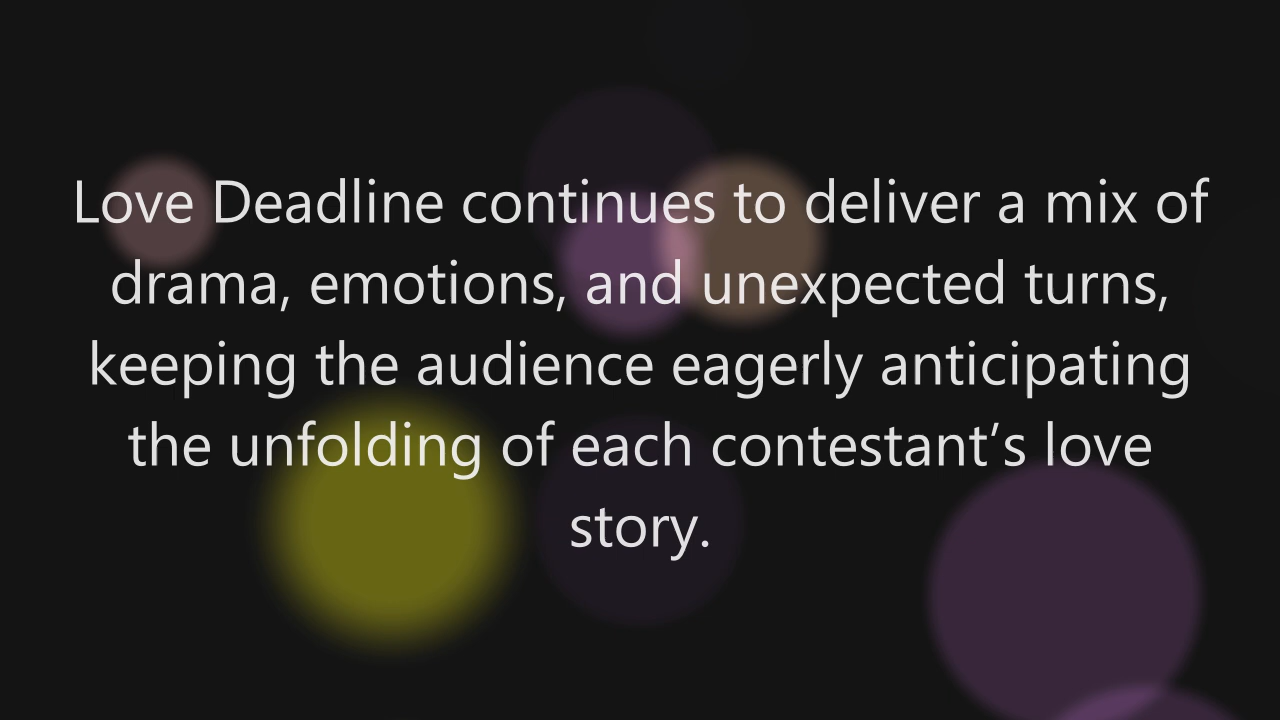 Love Deadline continues to deliver a mix of
drama, emotions, and unexpected turns,
keeping the audience eagerly anticipating
the unfolding of each contestant’s love
story.